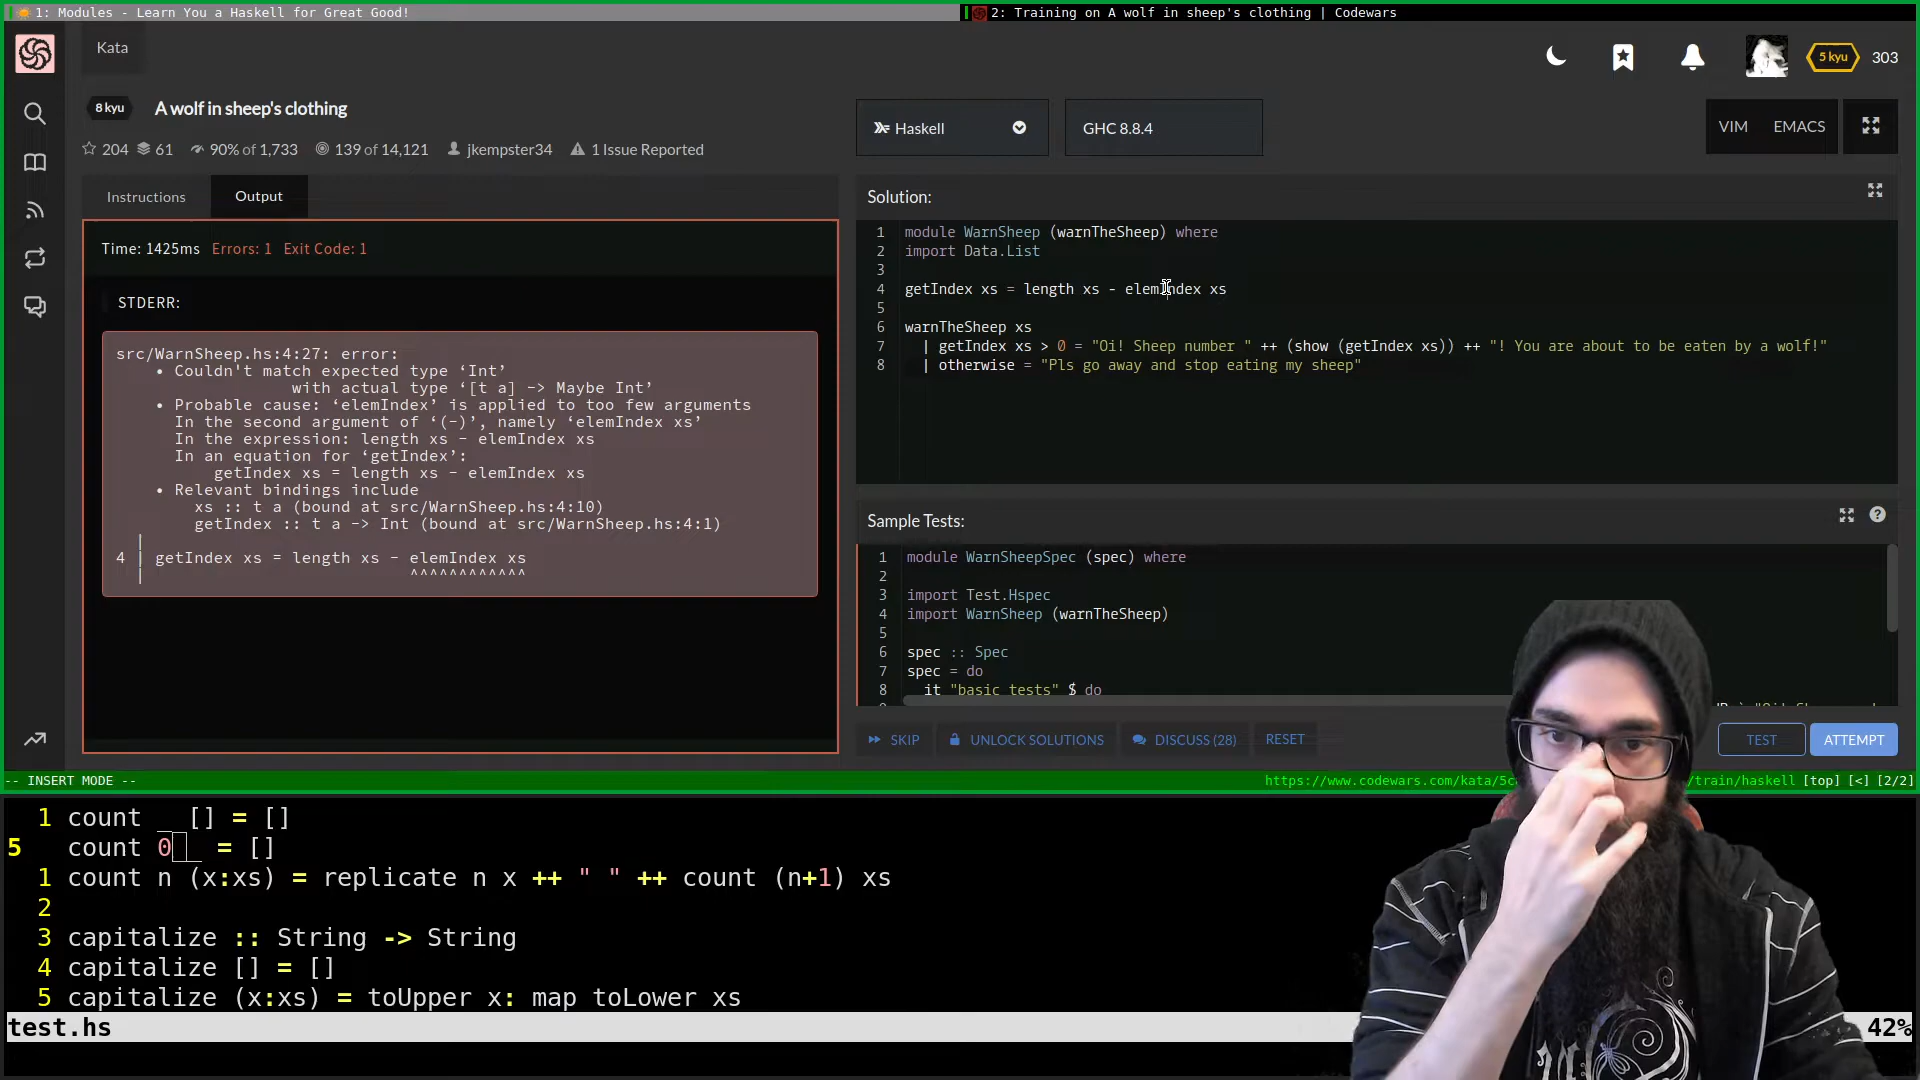 1: Modules - Learn You a Haskell for Great Good!
2: Training on A wolf in sheep's clothing | Codewars
Kata
5 kyu
303
8 kyu
A wolf in sheep's clothing
204 61 90% of 1,733 139 of 14,121 jkempster34 1 Issue Reported
Haskell
GHC 8.8.4
VIM
EMACS
Instructions
Output
Time: 1425ms Errors: 1 Exit Code: 1
STDERR:
src/WarnSheep.hs:4:27: error:
• Couldn't match expected type ‘Int’
with actual type ‘[t a] -> Maybe Int’
• Probable cause: ‘elemIndex’ is applied to too few arguments
In the second argument of ‘(-)’, namely ‘elemIndex xs’
In the expression: length xs - elemIndex xs
In an equation for ‘getIndex’:
getIndex xs = length xs - elemIndex xs
• Relevant bindings include
xs :: t a (bound at src/WarnSheep.hs:4:10)
getIndex :: t a -> Int (bound at src/WarnSheep.hs:4:1)
|
4 | getIndex xs = length xs - elemIndex xs
| ^^^^^^^^^^^^
Solution:
1 module WarnSheep (warnTheSheep) where
2 import Data.List
3
4 getIndex xs = length xs - elemIndex xs
5
6 warnTheSheep xs
7 | getIndex xs > 0 = "Oi! Sheep number " ++ (show (getIndex xs)) ++ "! You are about to be eaten by a wolf!"
8 | otherwise = "Pls go away and stop eating my sheep"
Sample Tests:
1 module WarnSheepSpec (spec) where
2
3 import Test.Hspec
4 import WarnSheep (warnTheSheep)
5
6 spec :: Spec
7 spec = do
8 it "basic tests" $ do
SKIP
UNLOCK SOLUTIONS
DISCUSS (28)
RESET
TEST
ATTEMPT
-- INSERT MODE --
https://www.codewars.com/kata/5c
/train/haskell [top] [<] [2/2]
1 count _ [] = []
5 count 0 _ = []
1 count n (x:xs) = replicate n x ++ " " ++ count (n+1) xs
2
3 capitalize :: String -> String
4 capitalize [] = []
5 capitalize (x:xs) = toUpper x: map toLower xs
test.hs
42%